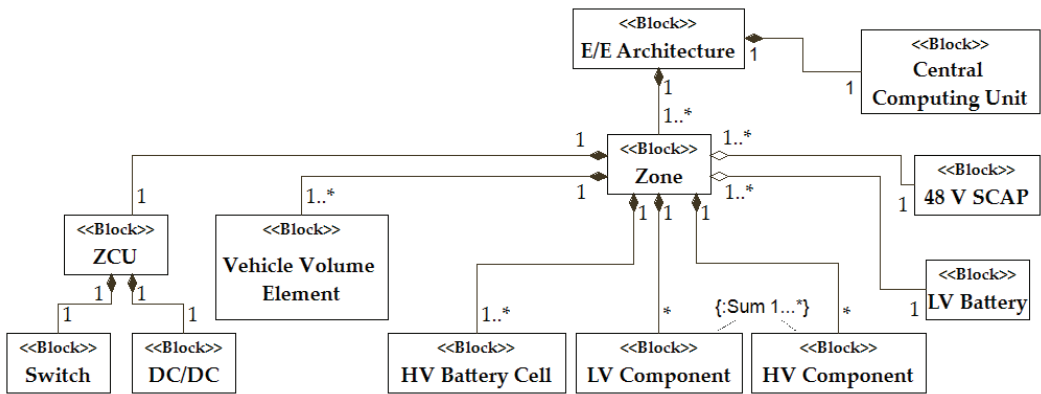 <<Block>>
E/E Architecture
1
1
1..*
<<Block>>
Central
Computing Unit
1
<<Block>>
Zone
1
1
1..*
1..*
1
1
1
<<Block>>
48 V SCAP
1
<<Block>>
LV Battery
1
1
<<Block>>
ZCU
1
1
1..*
<<Block>>
Vehicle Volume
Element
1
<<Block>>
Switch
1
<<Block>>
DC/DC
1..*
<<Block>>
HV Battery Cell
*
<<Block>>
LV Component
{:Sum 1...*}
*
<<Block>>
HV Component